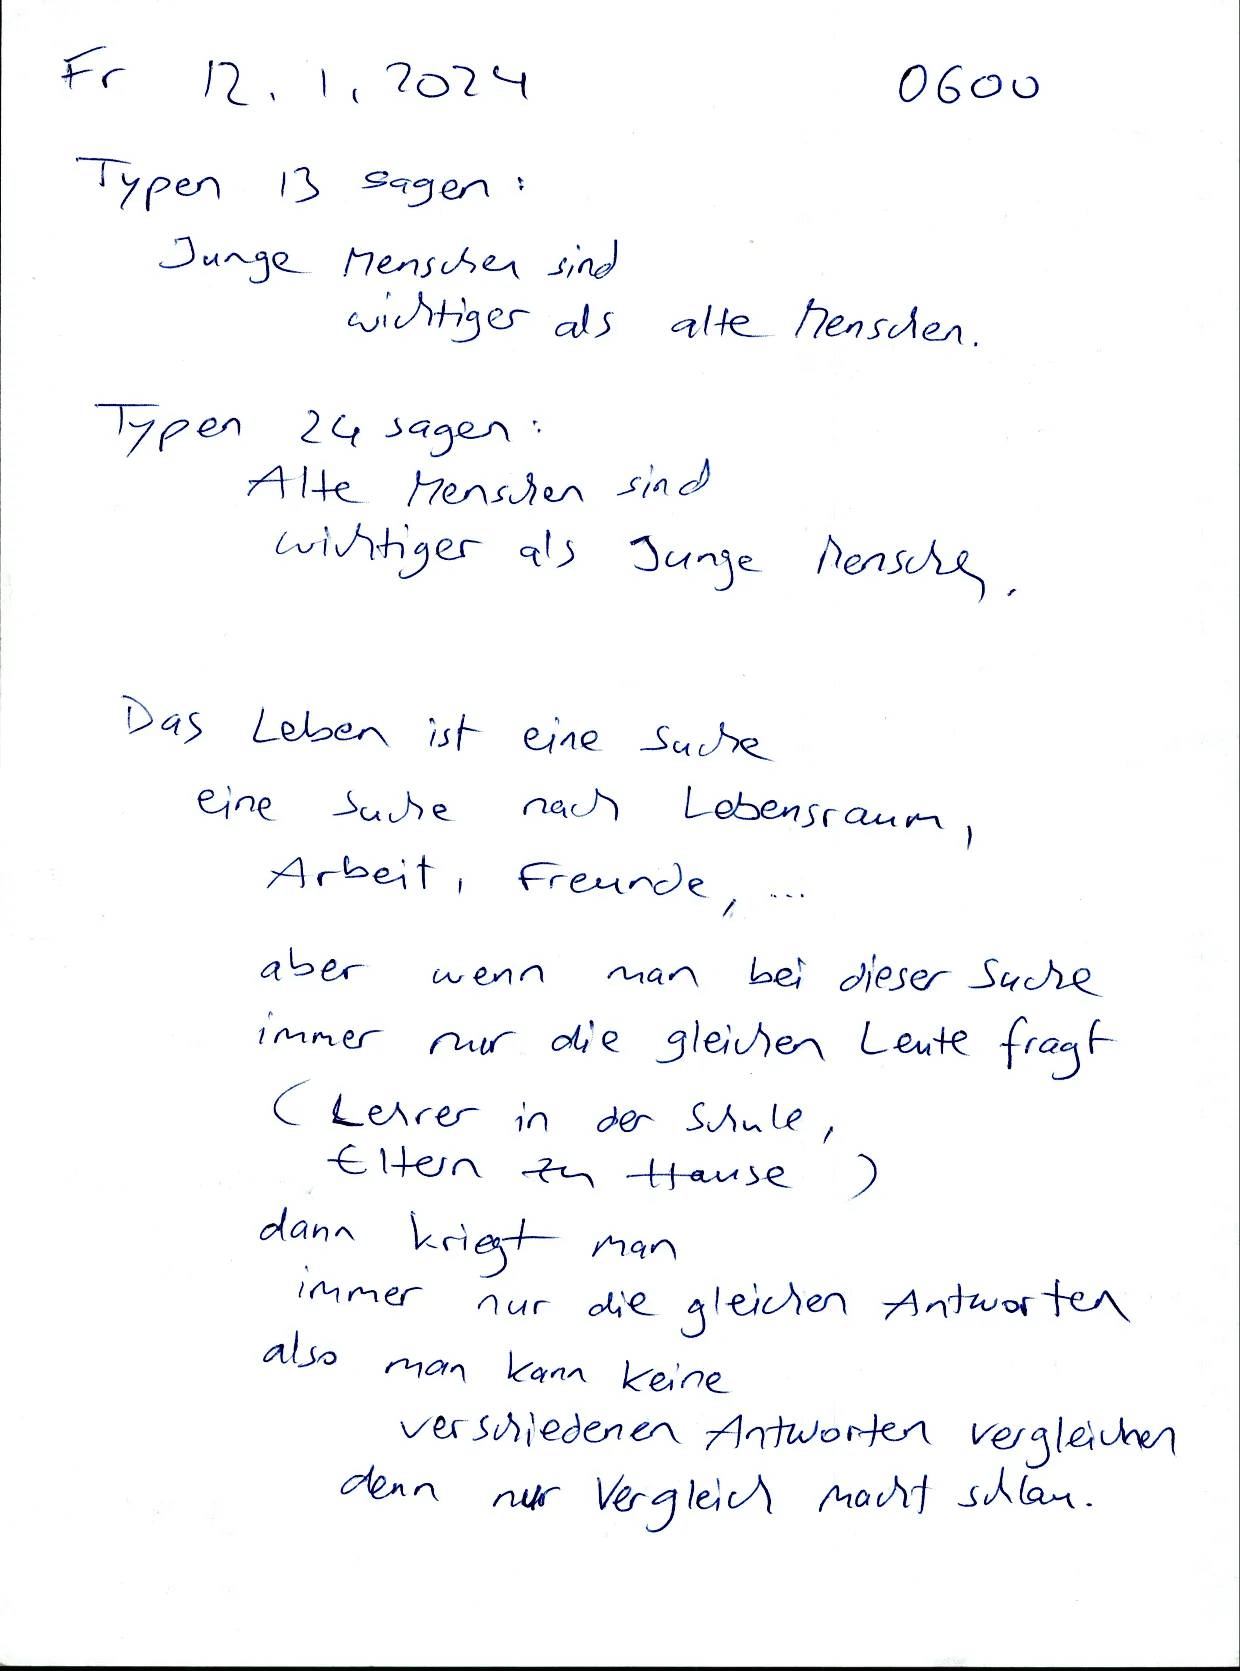 Fr 12.1.2024 0600
Typen 13 sagen:
Junge Menschen sind
wichtiger als alte Menschen.
Typen 24 sagen:
Alte Menschen sind
wichtiger als Junge Menschen.
Das Leben ist eine Suche
eine Suche nach Lebensraum,
Arbeit, Freunde, ...
aber wenn man bei dieser Suche
immer nur die gleichen Leute fragt
(Lehrer in der Schule,
Eltern zu Hause)
dann kriegt man
immer nur die gleichen Antworten
also man kann keine
verschiedenen Antworten vergleichen
denn nur Vergleich macht schlau.